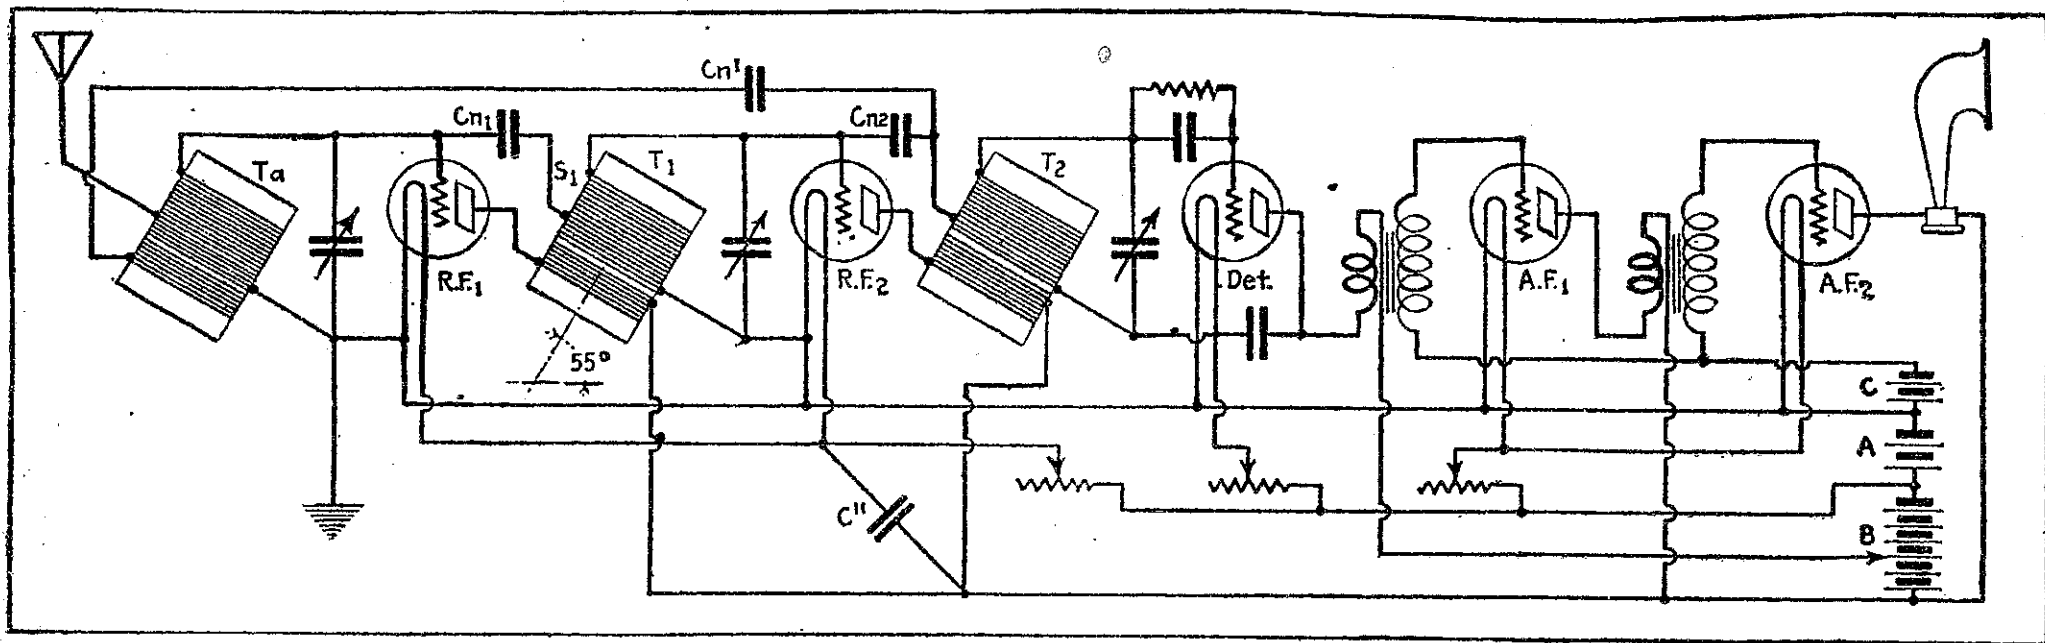 Cn'
Cn1
Cn2
Ta
S1
T1
T2
R.F.1
R.F.2
Det.
A.F.1
A.F.2
55°
C
A
B
C"